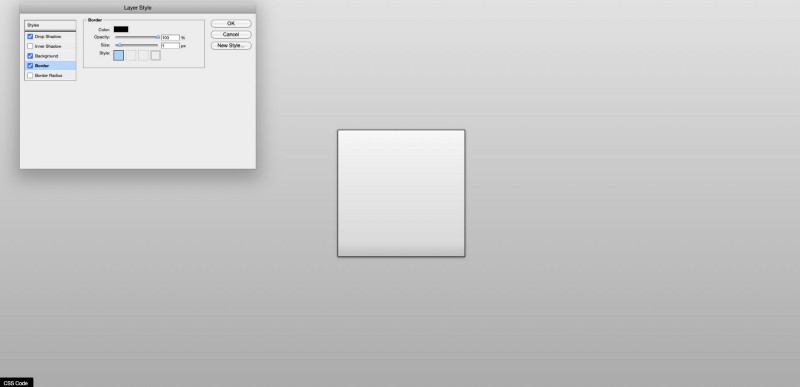 Layer Style
Styles
Drop Shadow
Inner Shadow
Background
Border
Border Radius
Border
Color:
Opacity: 100 %
Size: 1 px
Style:
OK
Cancel
New Style...
CSS Code